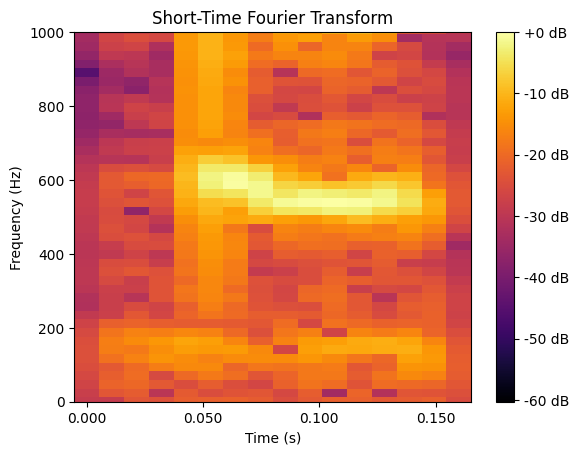 Short-Time Fourier Transform
1000
800
600
400
200
0
Frequency (Hz)
0.000
0.050
0.100
0.150
Time (s)
+0 dB
-10 dB
-20 dB
-30 dB
-40 dB
-50 dB
-60 dB